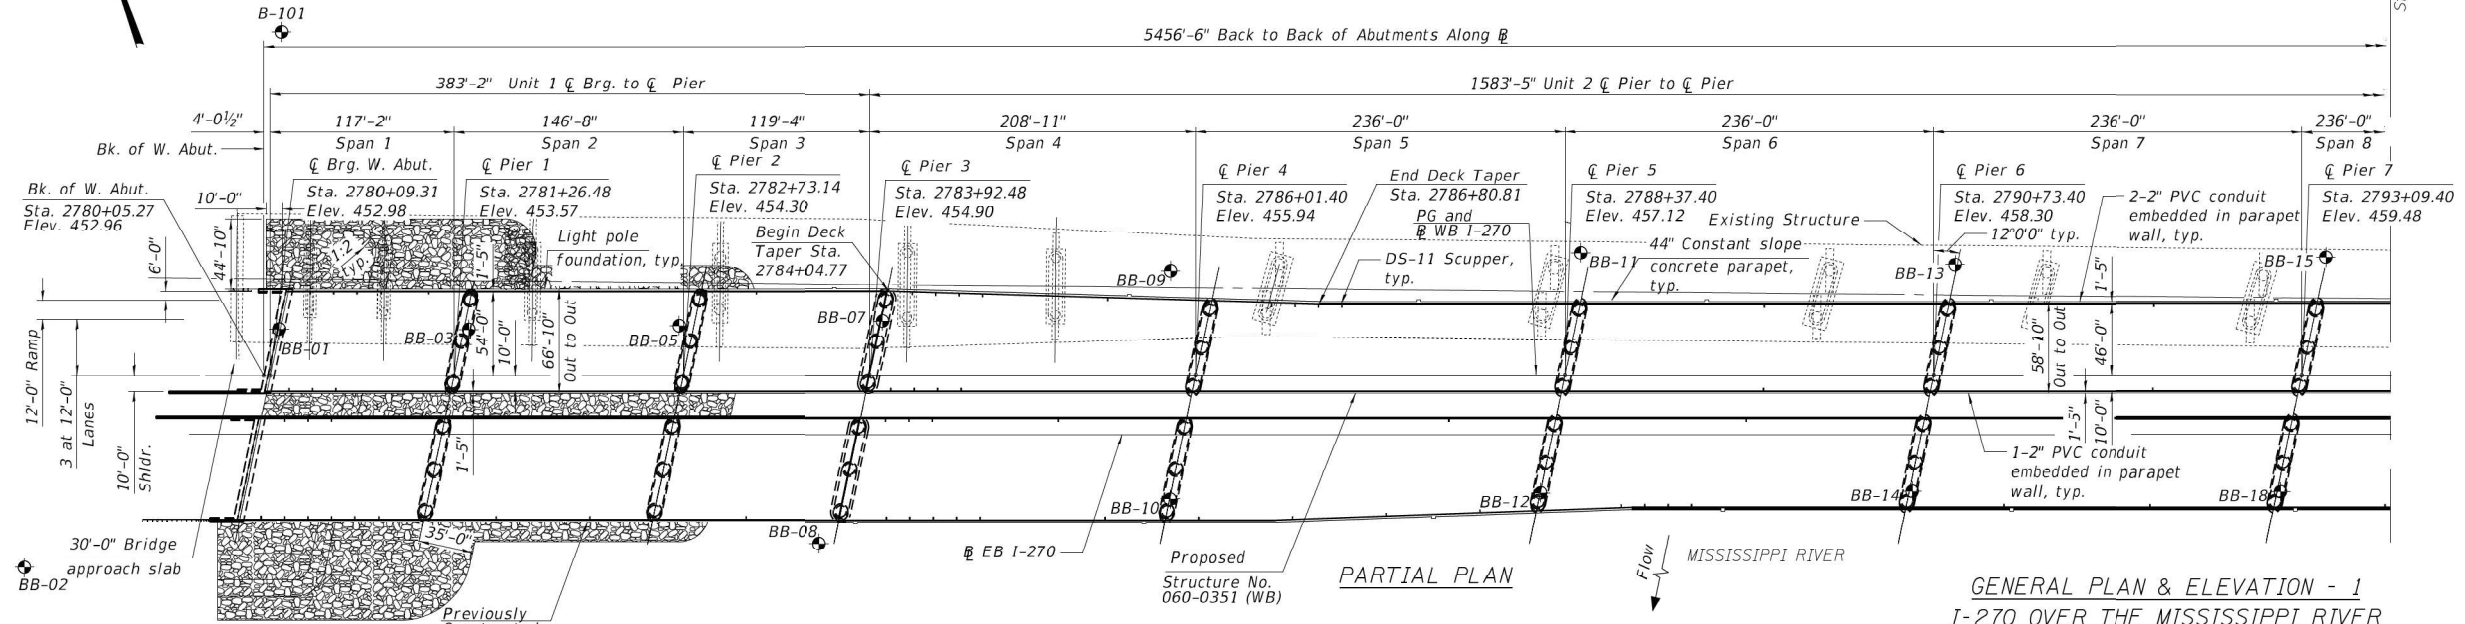 B-101
5456'-6" Back to Back of Abutments Along ℄
383'-2" Unit 1 ℄ Brg. to ℄ Pier
1583'-5" Unit 2 ℄ Pier to ℄ Pier
4'-0½"
117'-2"
146'-8"
119'-4"
208'-11"
236'-0"
236'-0"
236'-0"
236'-0"
Span 1
Span 2
Span 3
Span 4
Span 5
Span 6
Span 7
Span 8
Bk. of W. Abut.
℄ Brg. W. Abut.
Sta. 2780+09.31
Elev. 452.98
℄ Pier 1
Sta. 2781+26.48
Elev. 453.57
℄ Pier 2
Sta. 2782+73.14
Elev. 454.30
℄ Pier 3
Sta. 2783+92.48
Elev. 454.90
℄ Pier 4
Sta. 2786+01.40
Elev. 455.94
End Deck Taper
Sta. 2786+80.81
PG and
℄ WB I-270
℄ Pier 5
Sta. 2788+37.40
Elev. 457.12
℄ Pier 6
Sta. 2790+73.40
Elev. 458.30
12°0'0" typ.
2-2" PVC conduit
embedded in parapet
wall, typ.
℄ Pier 7
Sta. 2793+09.40
Elev. 459.48
Bk. of W. Abut.
Sta. 2780+05.27
Elev. 452.96
10'-0"
6'-0"
44'-10"
1:2
typ.
1'-5"
Light pole
foundation, typ.
Begin Deck
Taper Sta.
2784+04.77
DS-11 Scupper,
typ.
Existing Structure
44" Constant slope
concrete parapet,
typ.
BB-09
BB-11
BB-13
BB-15
1'-5"
BB-01
BB-03
BB-05
BB-07
54'-0"
10'-0"
66'-10"
Out to Out
58'-10"
Out to Out
46'-0"
12'-0" Ramp
3 at 12'-0"
Lanes
10'-0"
Shldr.
1'-5"
1'-5"
10'-0"
1-2" PVC conduit
embedded in parapet
wall, typ.
BB-08
BB-10
BB-12
BB-14
BB-18
35'-0"
30'-0" Bridge
approach slab
BB-02
℄ EB I-270
Proposed
Structure No.
060-0351 (WB)
Previously
PARTIAL PLAN
Flow
MISSISSIPPI RIVER
GENERAL PLAN & ELEVATION - 1
I-270 OVER THE MISSISSIPPI RIVER